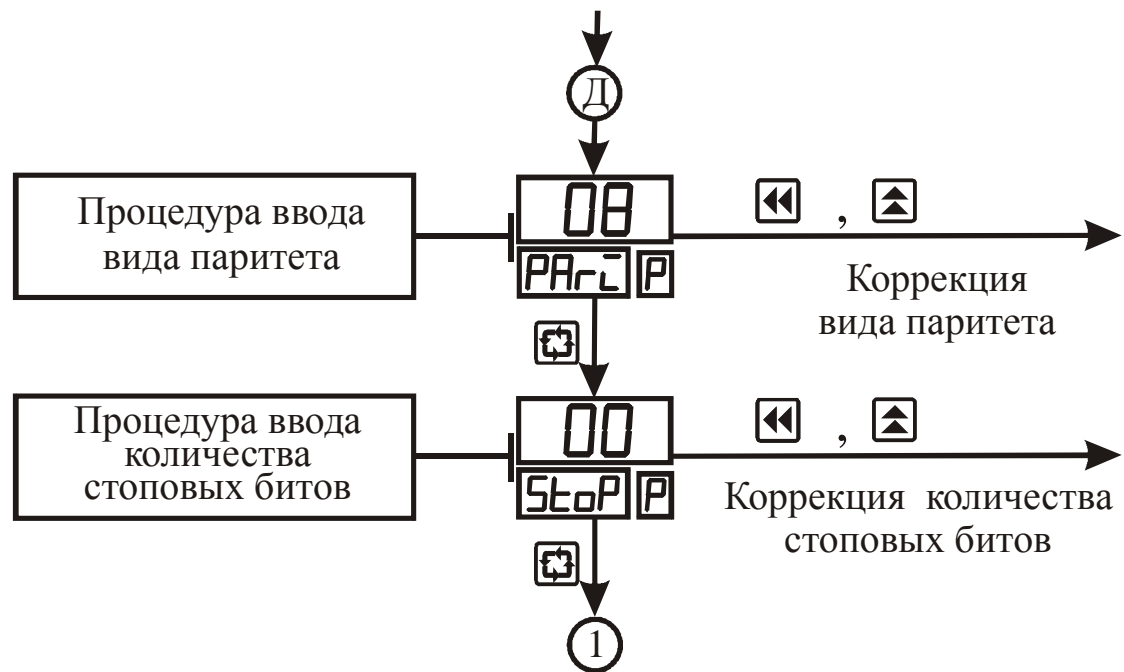 Д
Процедура ввода
вида паритета
08
PAri P
,
Коррекция
вида паритета
Процедура ввода
количества
стоповых битов
00
StoP P
,
Коррекция количества
стоповых битов
1